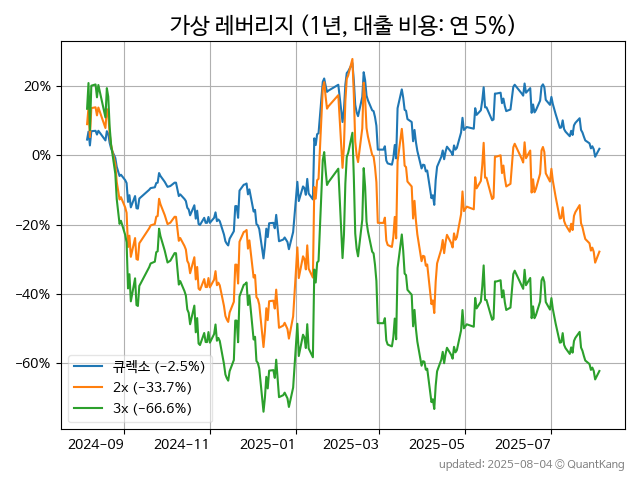 가상 레버리지 (1년, 대출 비용: 연 5%)
20%
0%
−20%
−40%
−60%
큐렉소 (−2.5%)
2x (−33.7%)
3x (−66.6%)
2024-09
2024-11
2025-01
2025-03
2025-05
2025-07
updated: 2025-08-04 © QuantKang